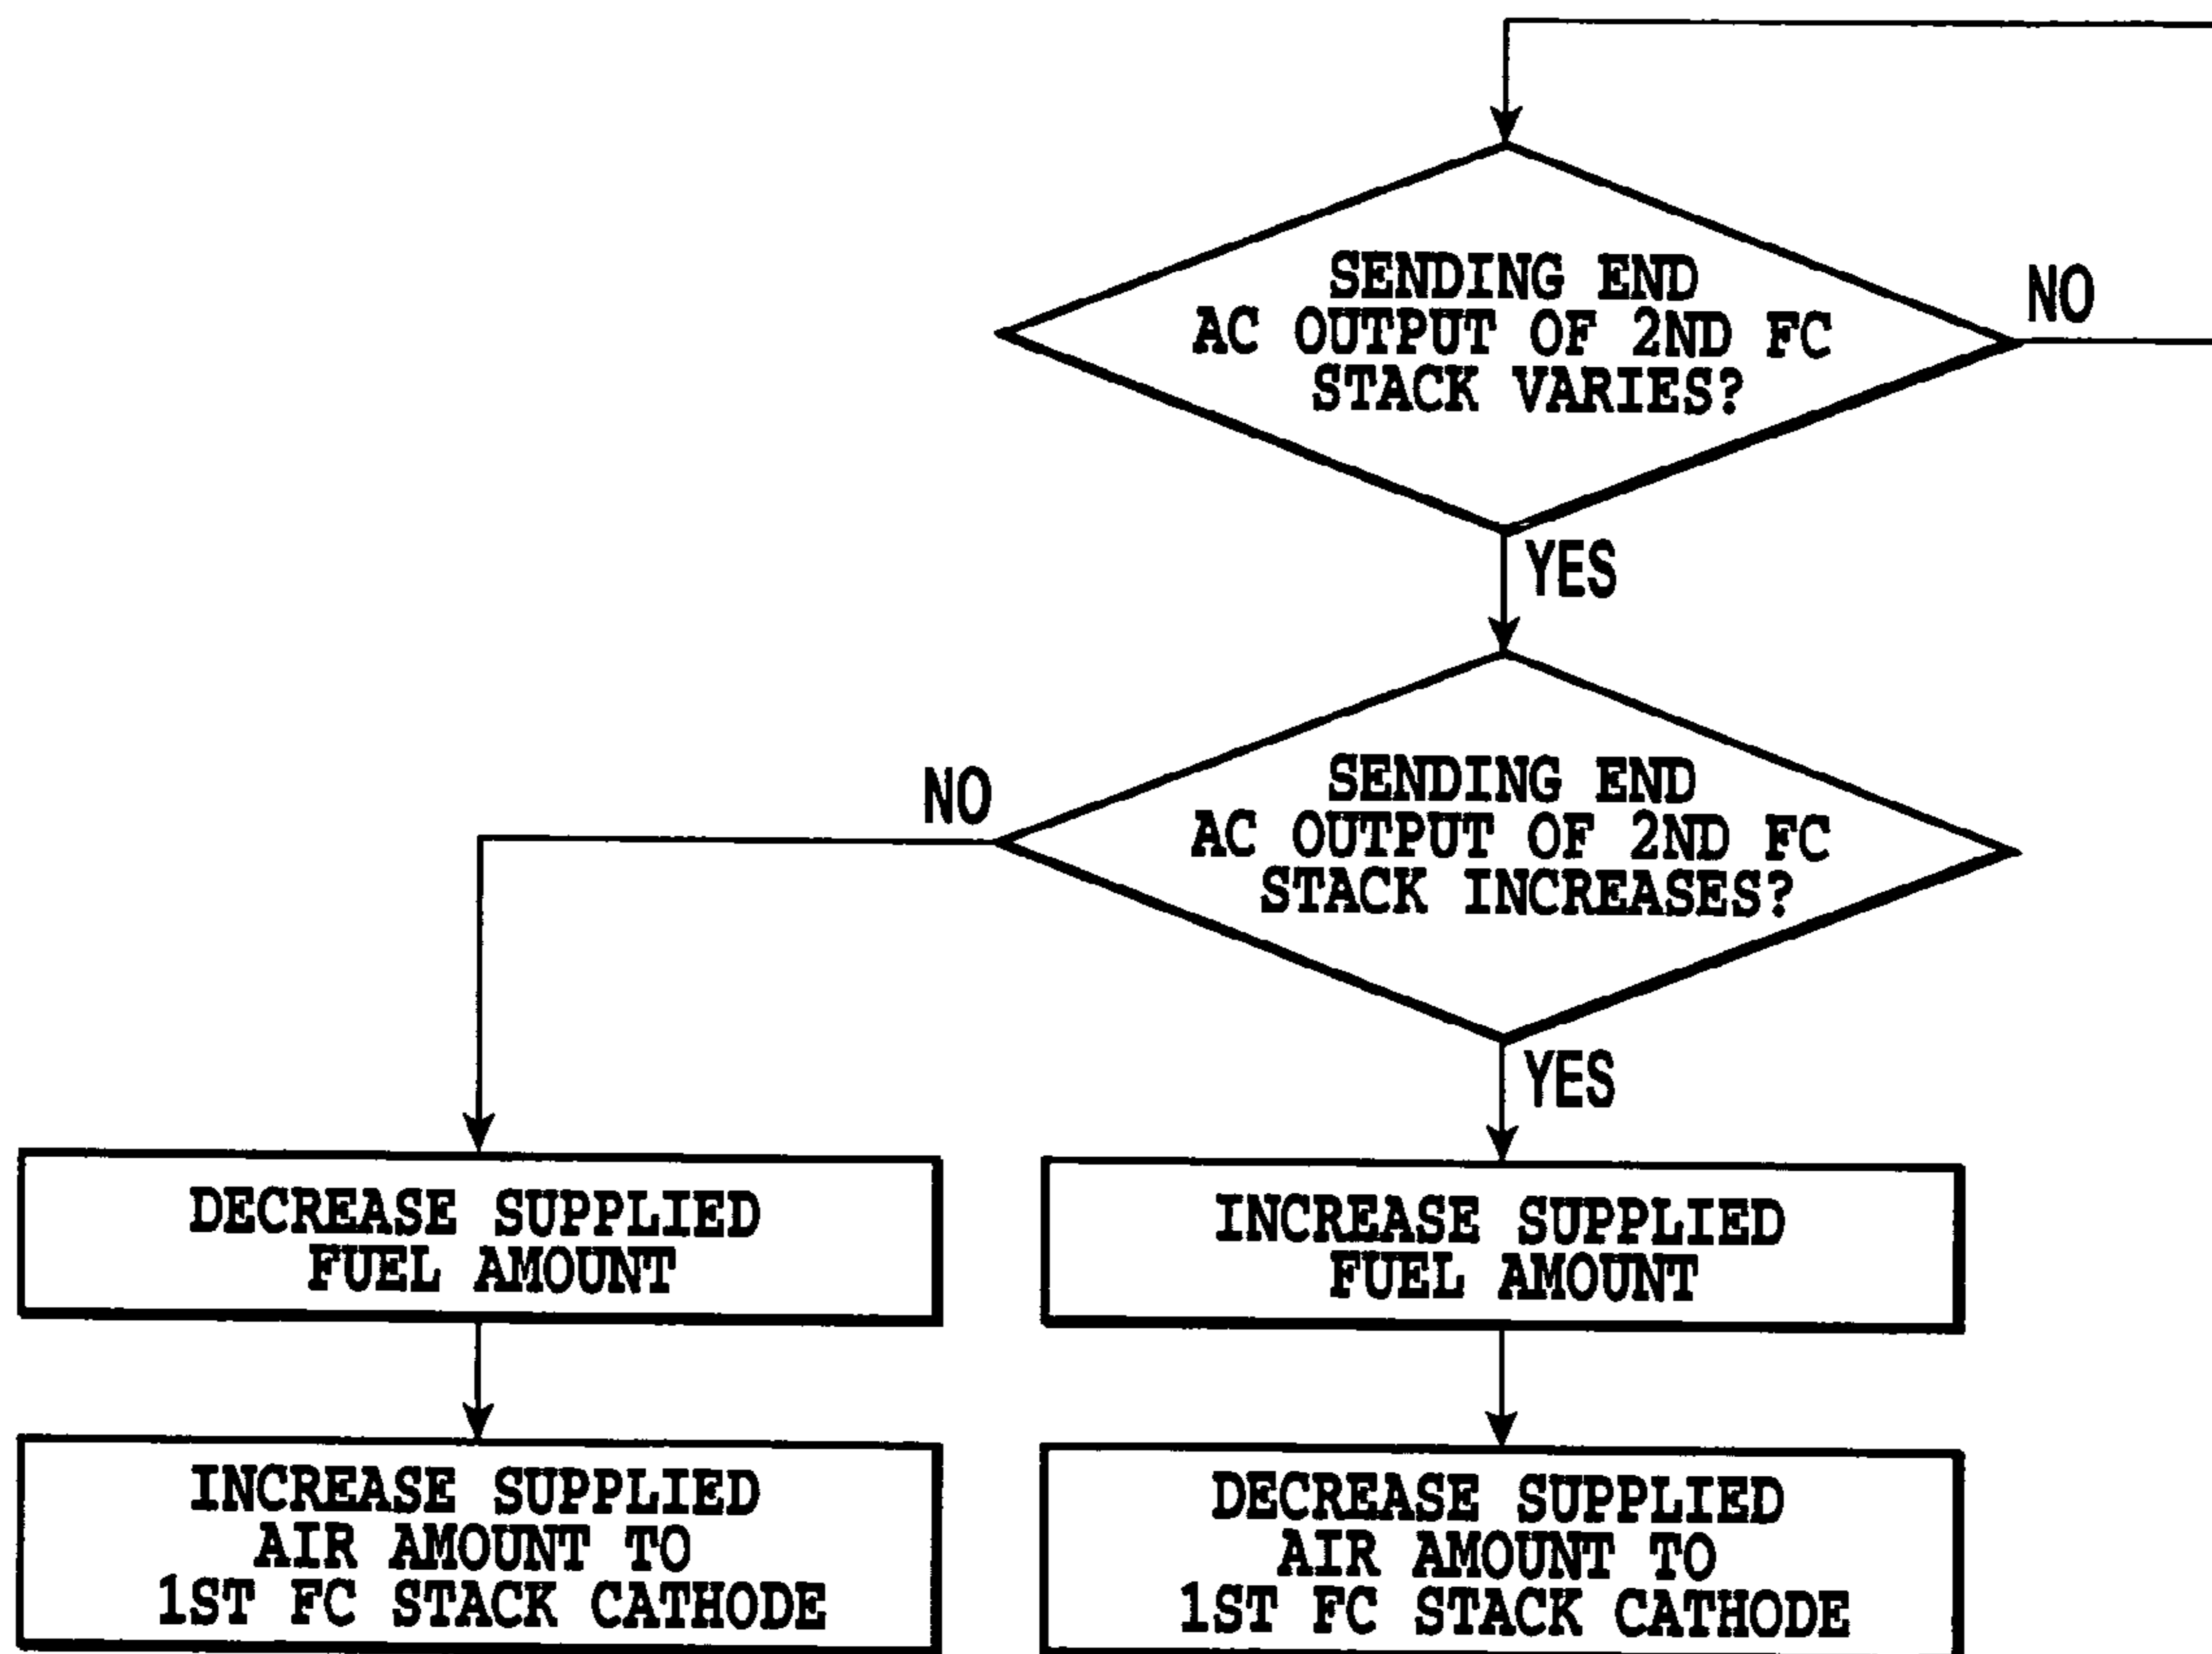 SENDING END
AC OUTPUT OF 2ND FC
STACK VARIES?
NO
YES
SENDING END
AC OUTPUT OF 2ND FC
STACK INCREASES?
NO
YES
DECREASE SUPPLIED
FUEL AMOUNT
INCREASE SUPPLIED
FUEL AMOUNT
INCREASE SUPPLIED
AIR AMOUNT TO
1ST FC STACK CATHODE
DECREASE SUPPLIED
AIR AMOUNT TO
1ST FC STACK CATHODE